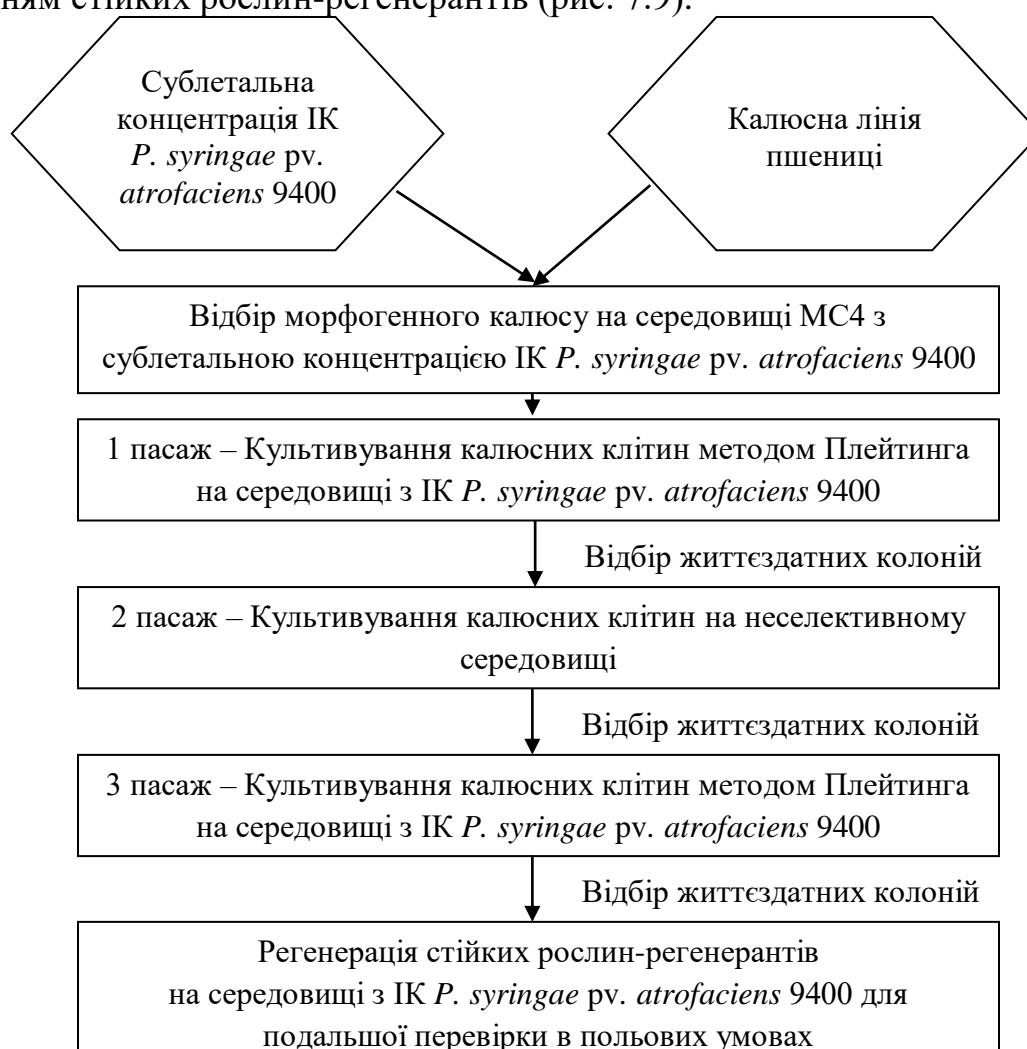 ням стійких рослин-регенерантів (рис. 7.9).
Сублетальна
концентрація ІК
P. syringae pv.
atrofaciens 9400
Калюсна лінія
пшениці
Відбір морфогенного калюсу на середовищі МС4 з
сублетальною концентрацією ІК P. syringae pv. atrofaciens 9400
1 пасаж – Культивування калюсних клітин методом Плейтинга
на середовищі з ІК P. syringae pv. atrofaciens 9400
Відбір життєздатних колоній
2 пасаж – Культивування калюсних клітин на неселективному
середовищі
Відбір життєздатних колоній
3 пасаж – Культивування калюсних клітин методом Плейтинга
на середовищі з ІК P. syringae pv. atrofaciens 9400
Відбір життєздатних колоній
Регенерація стійких рослин-регенерантів
на середовищі з ІК P. syringae pv. atrofaciens 9400 для
подальшої перевірки в польових умовах